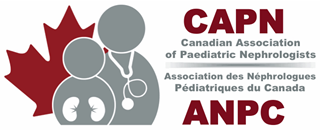 CAPN
Canadian Association
of Paediatric Nephrologists
Association des Néphrologues
Pédiatriques du Canada
ANPC